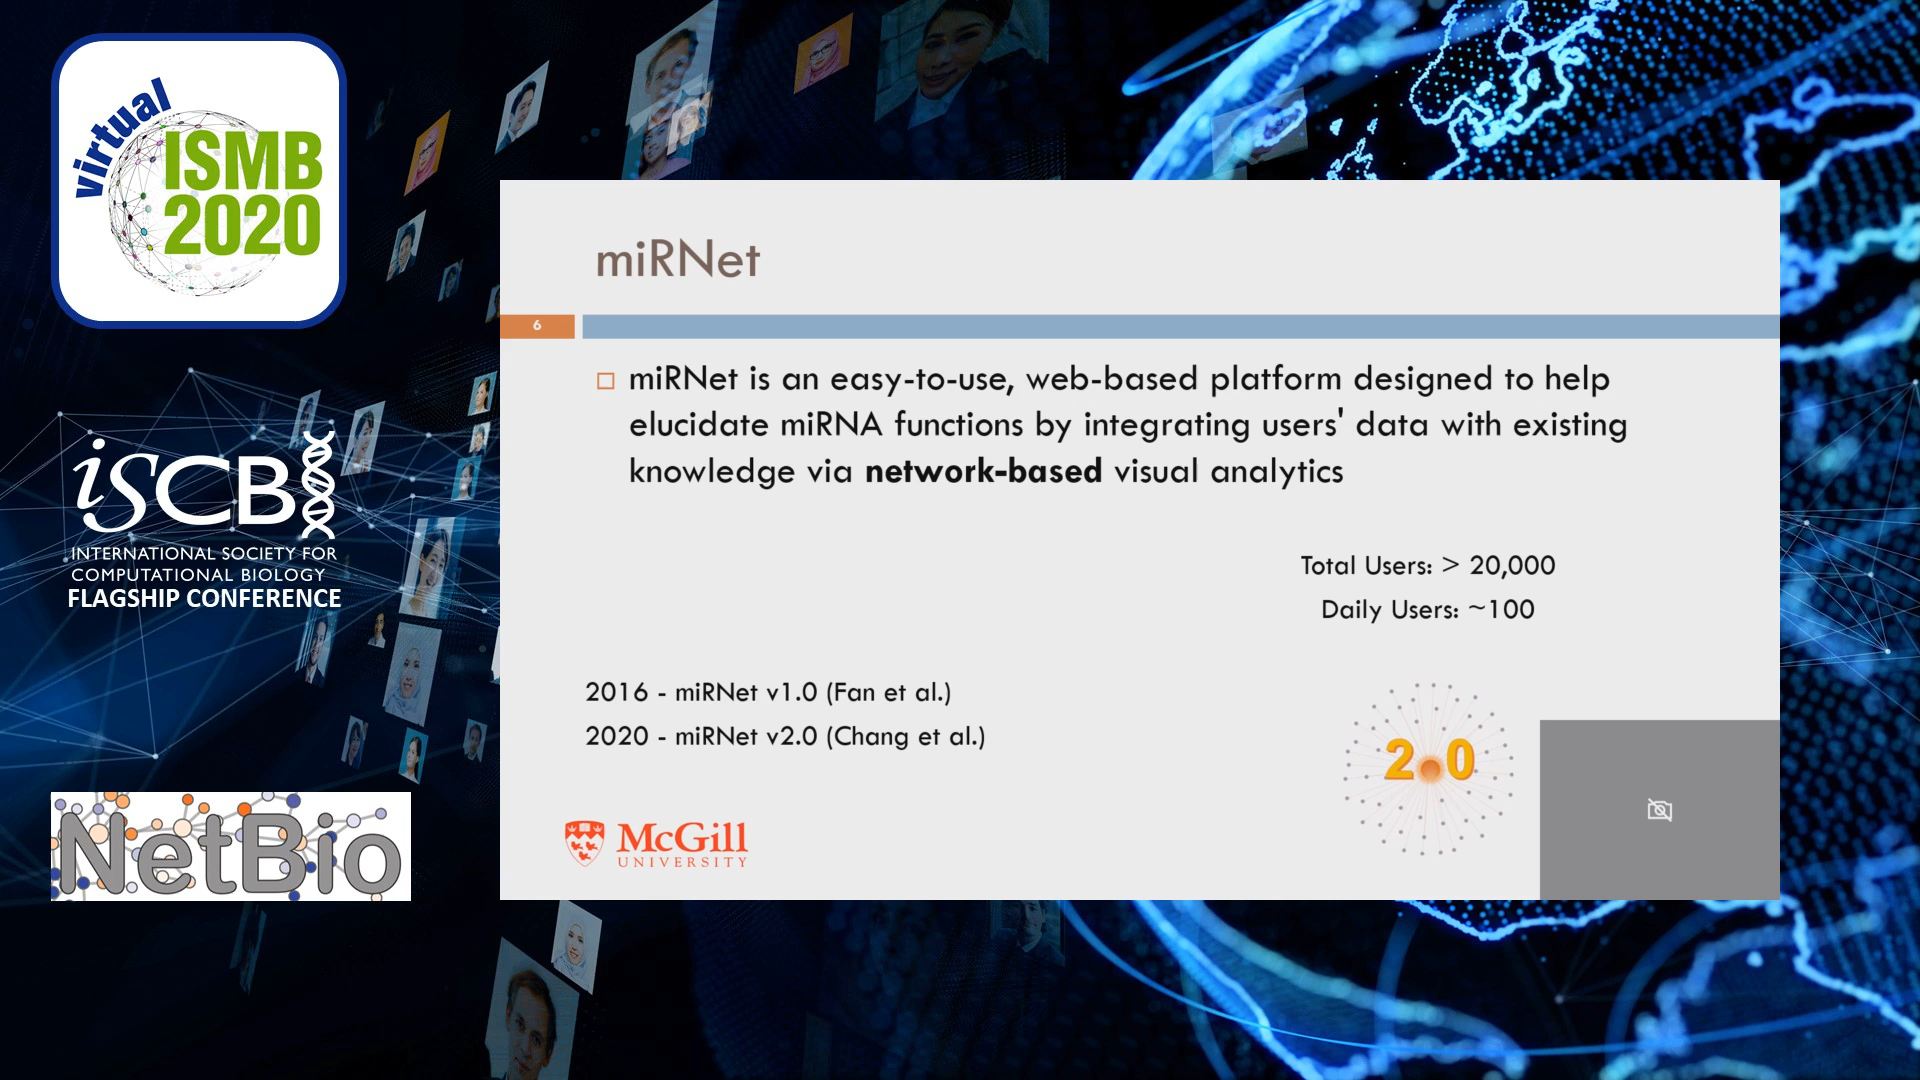 virtual
ISMB
2020
iSCB
INTERNATIONAL SOCIETY FOR
COMPUTATIONAL BIOLOGY
FLAGSHIP CONFERENCE
NetBio
miRNet
6
miRNet is an easy-to-use, web-based platform designed to help
elucidate miRNA functions by integrating users' data with existing
knowledge via network-based visual analytics
Total Users: > 20,000
Daily Users: ~100
2016 - miRNet v1.0 (Fan et al.)
2020 - miRNet v2.0 (Chang et al.)
2.0
McGill
UNIVERSITY